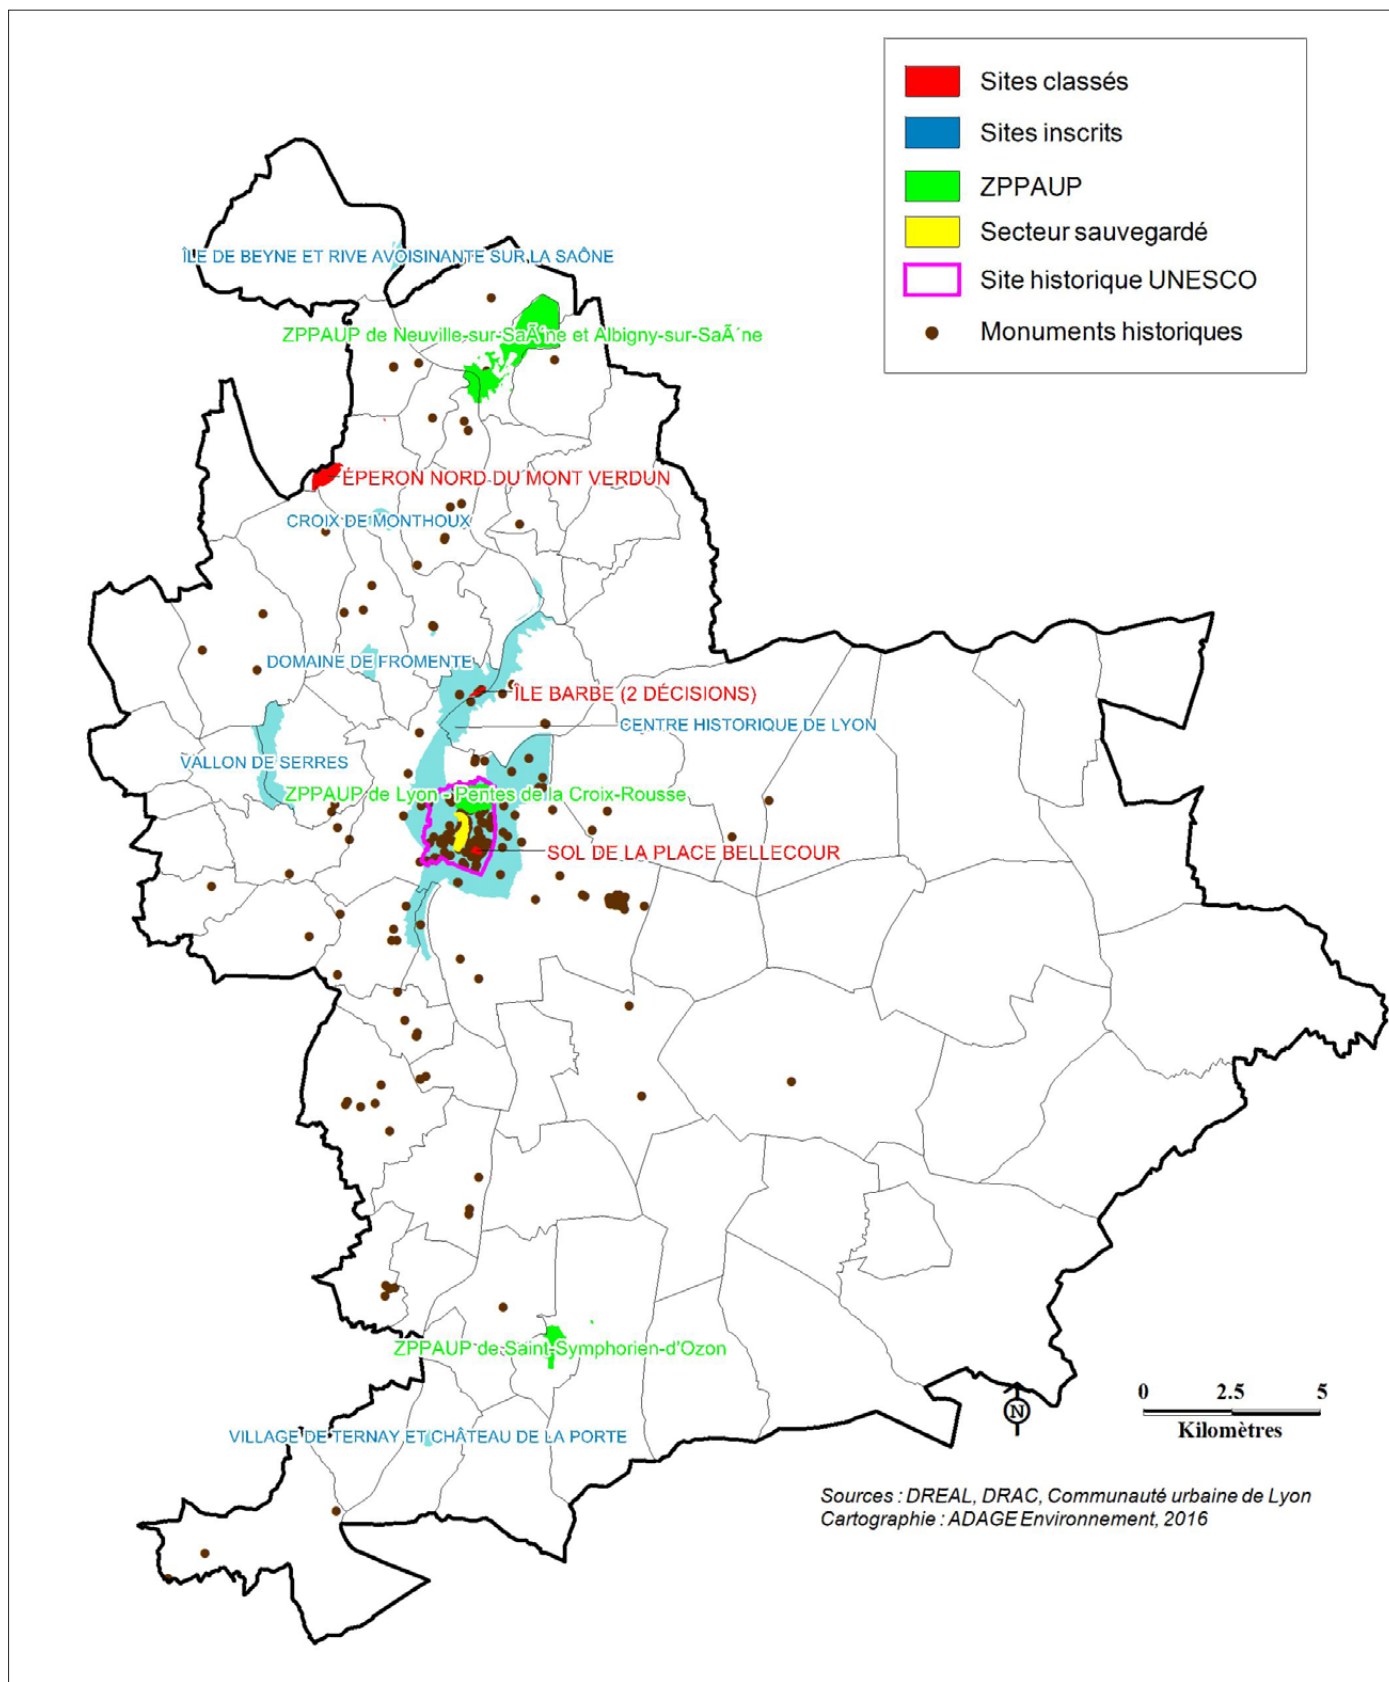 Sites classés
Sites inscrits
ZPPAUP
Secteur sauvegardé
Site historique UNESCO
Monuments historiques
ÎLE DE BEYNE ET RIVE AVOISINANTE SUR LA SAÔNE
ZPPAUP de Neuville-sur-SaÃ´ne et Albigny-sur-SaÃ´ne
ÉPERON NORD DU MONT VERDUN
CROIX DE MONTHOUX
DOMAINE DE FROMENTE
ÎLE BARBE (2 DÉCISIONS)
CENTRE HISTORIQUE DE LYON
VALLON DE SERRES
ZPPAUP de Lyon - Pentes de la Croix-Rousse
SOL DE LA PLACE BELLECOUR
ZPPAUP de Saint-Symphorien-d'Ozon
VILLAGE DE TERNAY ET CHÂTEAU DE LA PORTE
N
0 2.5 5
Kilomètres
Sources : DREAL, DRAC, Communauté urbaine de Lyon
Cartographie : ADAGE Environnement, 2016